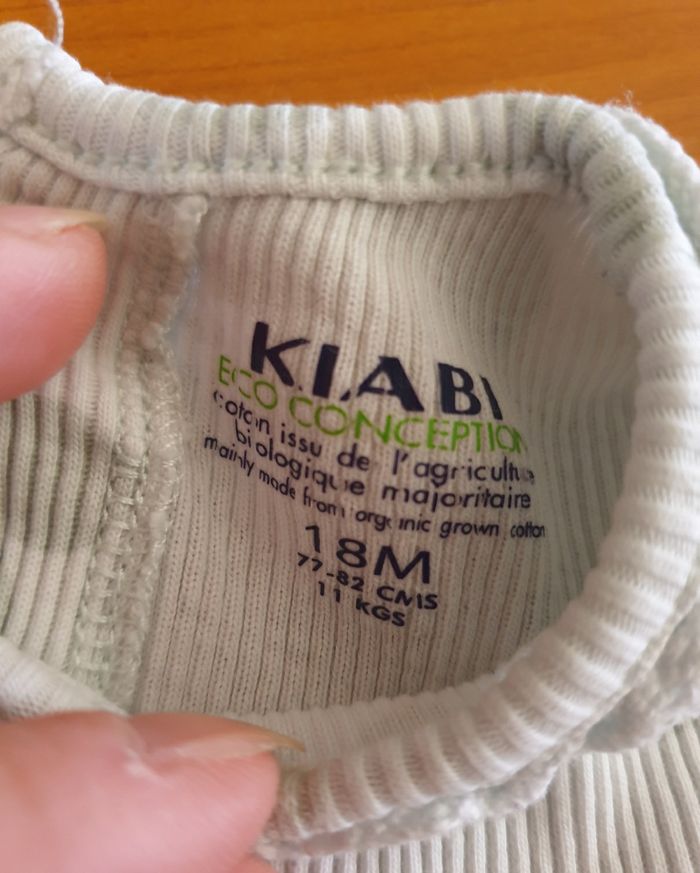 KIABI
ECO CONCEPTION
coton issu de l'agriculture
biologique majoritaire
mainly made from organic grown cotton
18M
77-82 CMS
11 KGS